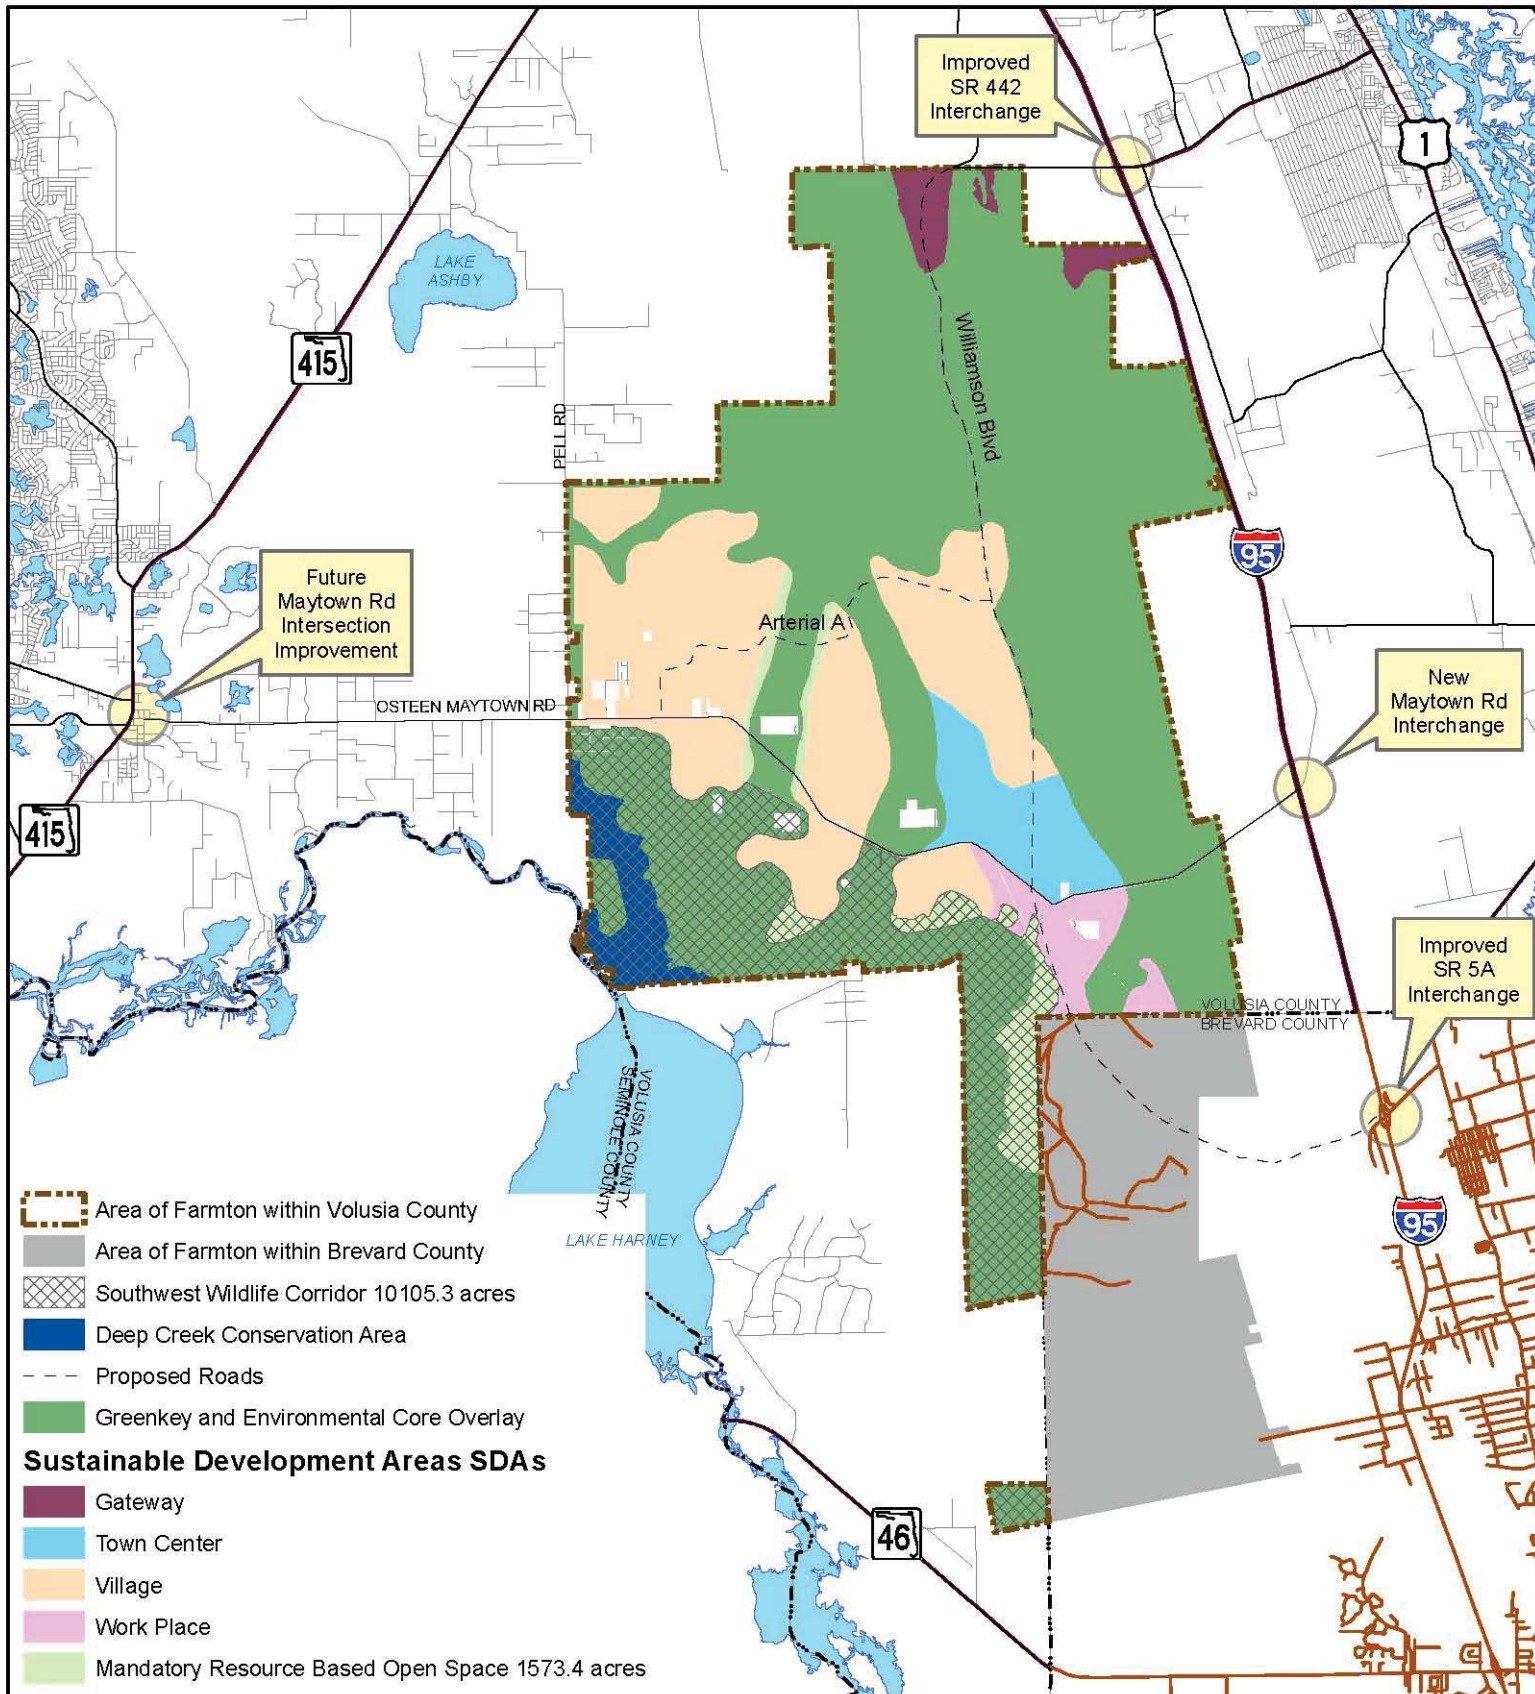 Improved
SR 442
Interchange
1
LAKE
ASHBY
415
Williamson Blvd
PELL RD
95
Future
Maytown Rd
Intersection
Improvement
Arterial A
New
Maytown Rd
Interchange
OSTEEN MAYTOWN RD
415
Improved
SR 5A
Interchange
VOLUSIA COUNTY
BREVARD COUNTY
VOLUSIA COUNTY
SEMINOLE COUNTY
LAKE HARNEY
95
Area of Farmton within Volusia County
Area of Farmton within Brevard County
Southwest Wildlife Corridor 10105.3 acres
Deep Creek Conservation Area
Proposed Roads
Greenkey and Environmental Core Overlay
Sustainable Development Areas SDAs
Gateway
Town Center
Village
Work Place
Mandatory Resource Based Open Space 1573.4 acres
46